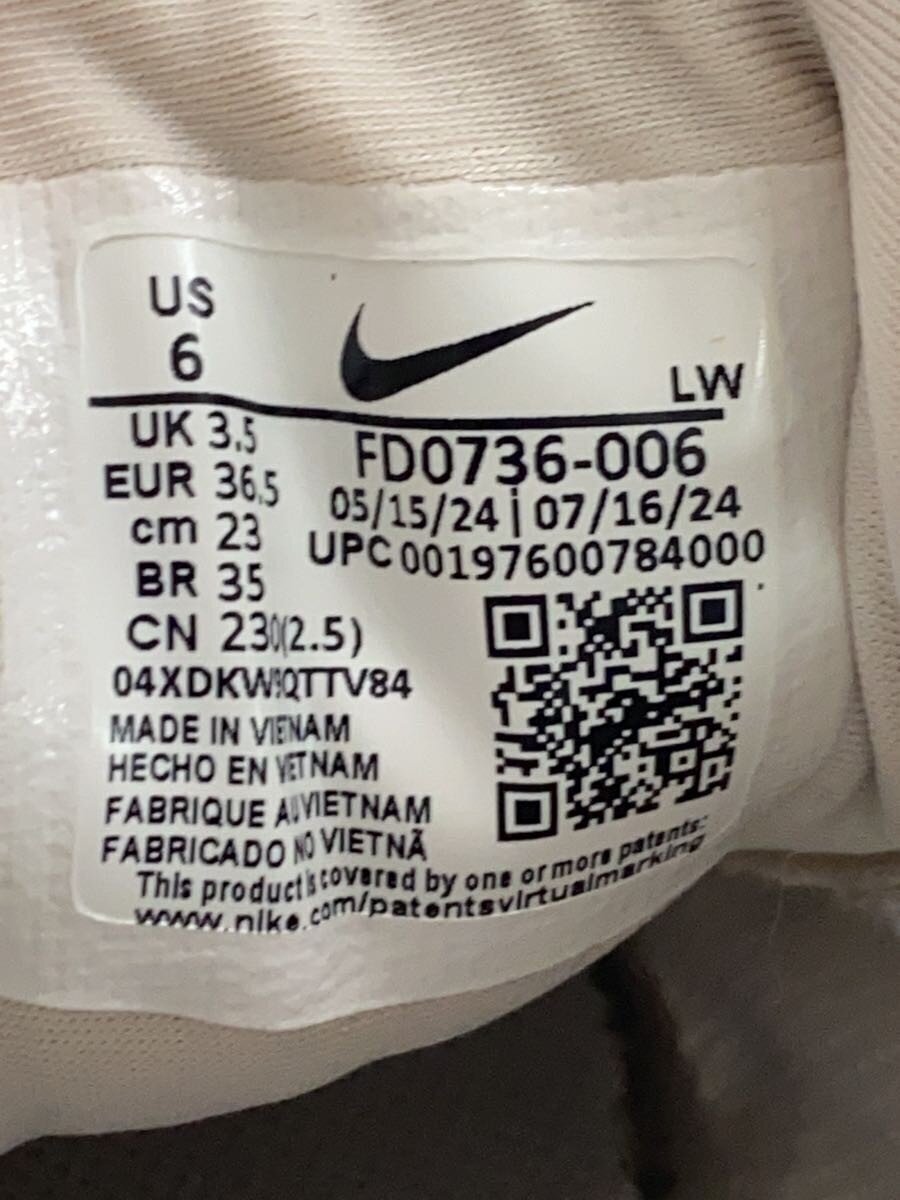 US
6
LW
UK 3.5
EUR 36.5
cm 23
BR 35
CN 230(2.5)
FD0736-006
05/15/24 | 07/16/24
UPC 00197600784000
MADE IN VIETNAM
HECHO EN VIETNAM
FABRIQUE AU VIETNAM
FABRICADO NO VIETNÃ
This product is covered by one or more patents:
www.nike.com/patentsvirtualmarking